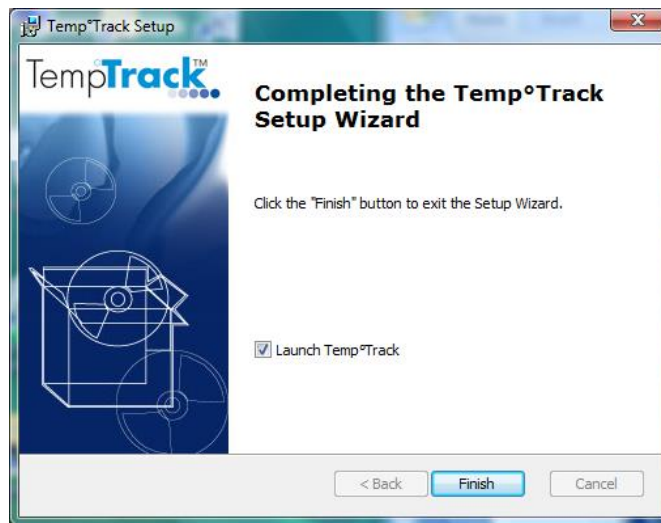 Temp°Track Setup
TempTrack™
Completing the Temp°Track
Setup Wizard
Click the "Finish" button to exit the Setup Wizard.
Launch Temp°Track
< Back
Finish
Cancel